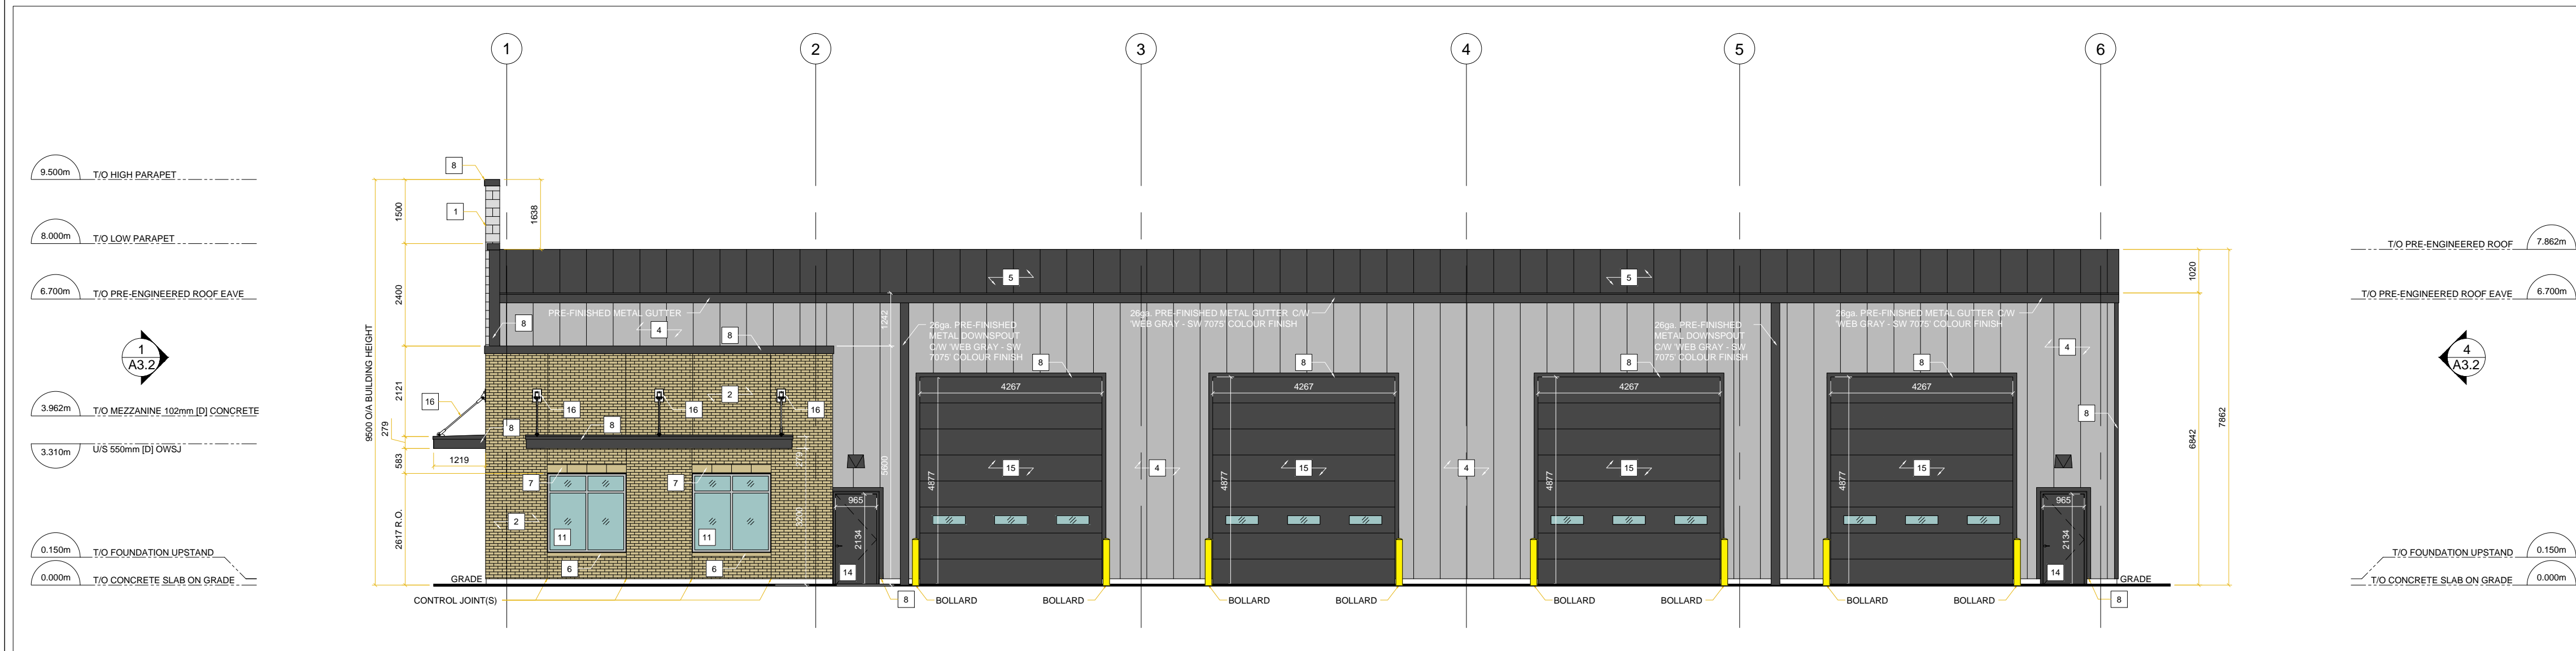 1
2
3
4
5
6
9.500m
T/O HIGH PARAPET
8.000m
T/O LOW PARAPET
6.700m
T/O PRE-ENGINEERED ROOF EAVE
1
A3.2
3.962m
T/O MEZZANINE 102mm [D] CONCRETE
3.310m
U/S 550mm [D] OWSJ
0.150m
T/O FOUNDATION UPSTAND
0.000m
T/O CONCRETE SLAB ON GRADE
9500 O/A BUILDING HEIGHT
1500
2400
2121
279
583
2617 R.O.
8
1
1638
16
1219
8
PRE-FINISHED METAL GUTTER
4
8
2
16
16
16
8
8
7
7
2
11
11
6
6
GRADE
CONTROL JOINT(S)
279
3200
1242
5600
965
2134
14
8
5
5
26ga. PRE-FINISHED
METAL DOWNSPOUT
C/W 'WEB GRAY - SW
7075' COLOUR FINISH
26ga. PRE-FINISHED METAL GUTTER C/W
'WEB GRAY - SW 7075' COLOUR FINISH
26ga. PRE-FINISHED
METAL DOWNSPOUT
C/W 'WEB GRAY - SW
7075' COLOUR FINISH
26ga. PRE-FINISHED METAL GUTTER C/W
'WEB GRAY - SW 7075' COLOUR FINISH
8
8
8
8
4267
4267
4267
4267
4877
4877
4877
4877
15
15
15
15
4
4
4
8
965
2134
14
GRADE
8
BOLLARD
BOLLARD
BOLLARD
BOLLARD
BOLLARD
BOLLARD
BOLLARD
BOLLARD
1020
6842
7862
T/O PRE-ENGINEERED ROOF
7.862m
T/O PRE-ENGINEERED ROOF EAVE
6.700m
4
A3.2
T/O FOUNDATION UPSTAND
0.150m
T/O CONCRETE SLAB ON GRADE
0.000m